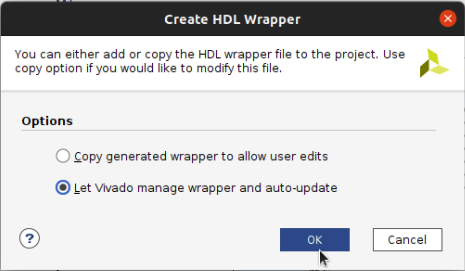 Create HDL Wrapper
You can either add or copy the HDL wrapper file to the project. Use
copy option if you would like to modify this file.
Options
Copy generated wrapper to allow user edits
Let Vivado manage wrapper and auto-update
?
OK
Cancel